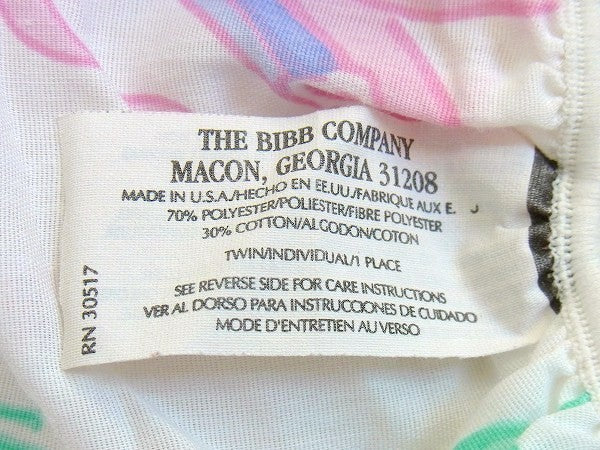 THE BIBB COMPANY
MACON, GEORGIA 31208
MADE IN U.S.A./HECHO EN EE.UU./FABRIQUE AUX E. J
70% POLYESTER/POLIESTER/FIBRE POLYESTER
30% COTTON/ALGODON/COTON
TWIN/INDIVIDUAL/1 PLACE
SEE REVERSE SIDE FOR CARE INSTRUCTIONS
VER AL DORSO PARA INSTRUCCIONES DE CUIDADO
MODE D'ENTRETIEN AU VERSO
RN 30517